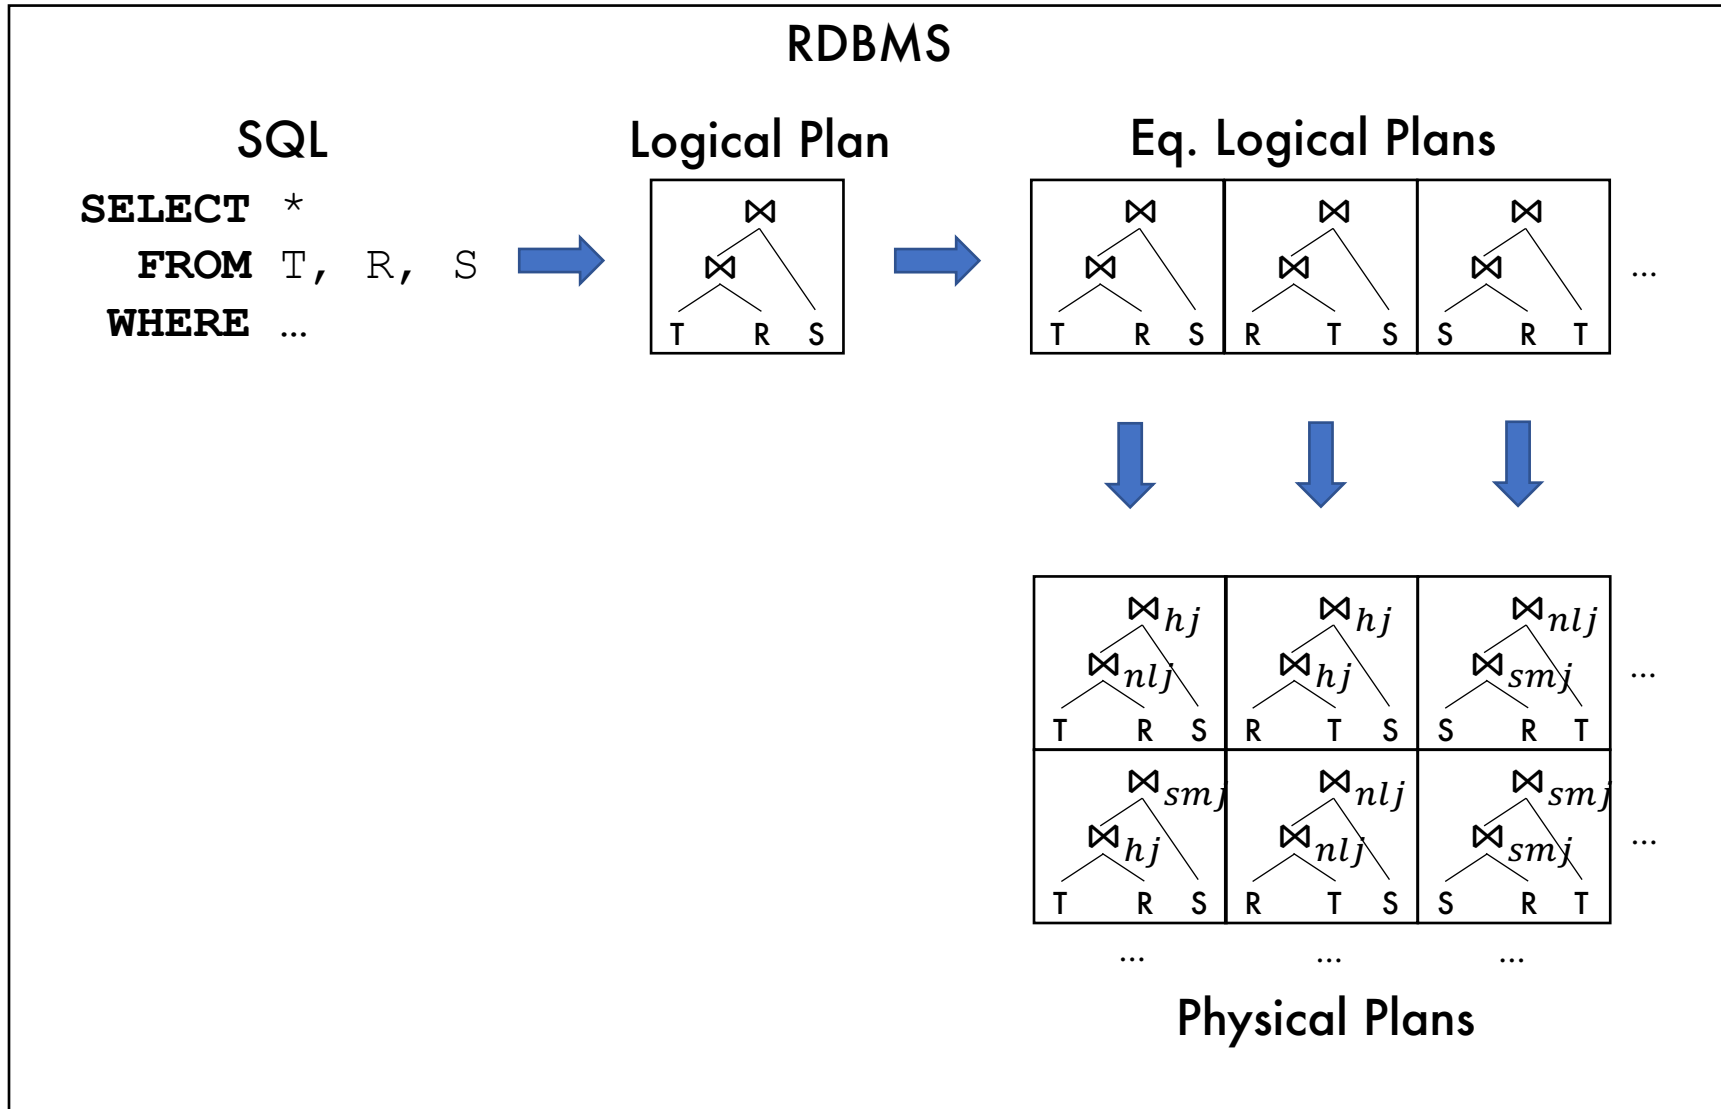 RDBMS
SQL
SELECT *
FROM T, R, S
WHERE …
Logical Plan
⋈
⋈
T R S
Eq. Logical Plans
⋈ ⋈ ⋈
⋈ ⋈ ⋈ …
T R S R T S S R T
⋈hj ⋈hj ⋈nlj
⋈nlj ⋈hj ⋈smj …
T R S R T S S R T
⋈smj ⋈nlj ⋈smj
⋈hj ⋈nlj ⋈smj …
T R S R T S S R T
… … …
Physical Plans